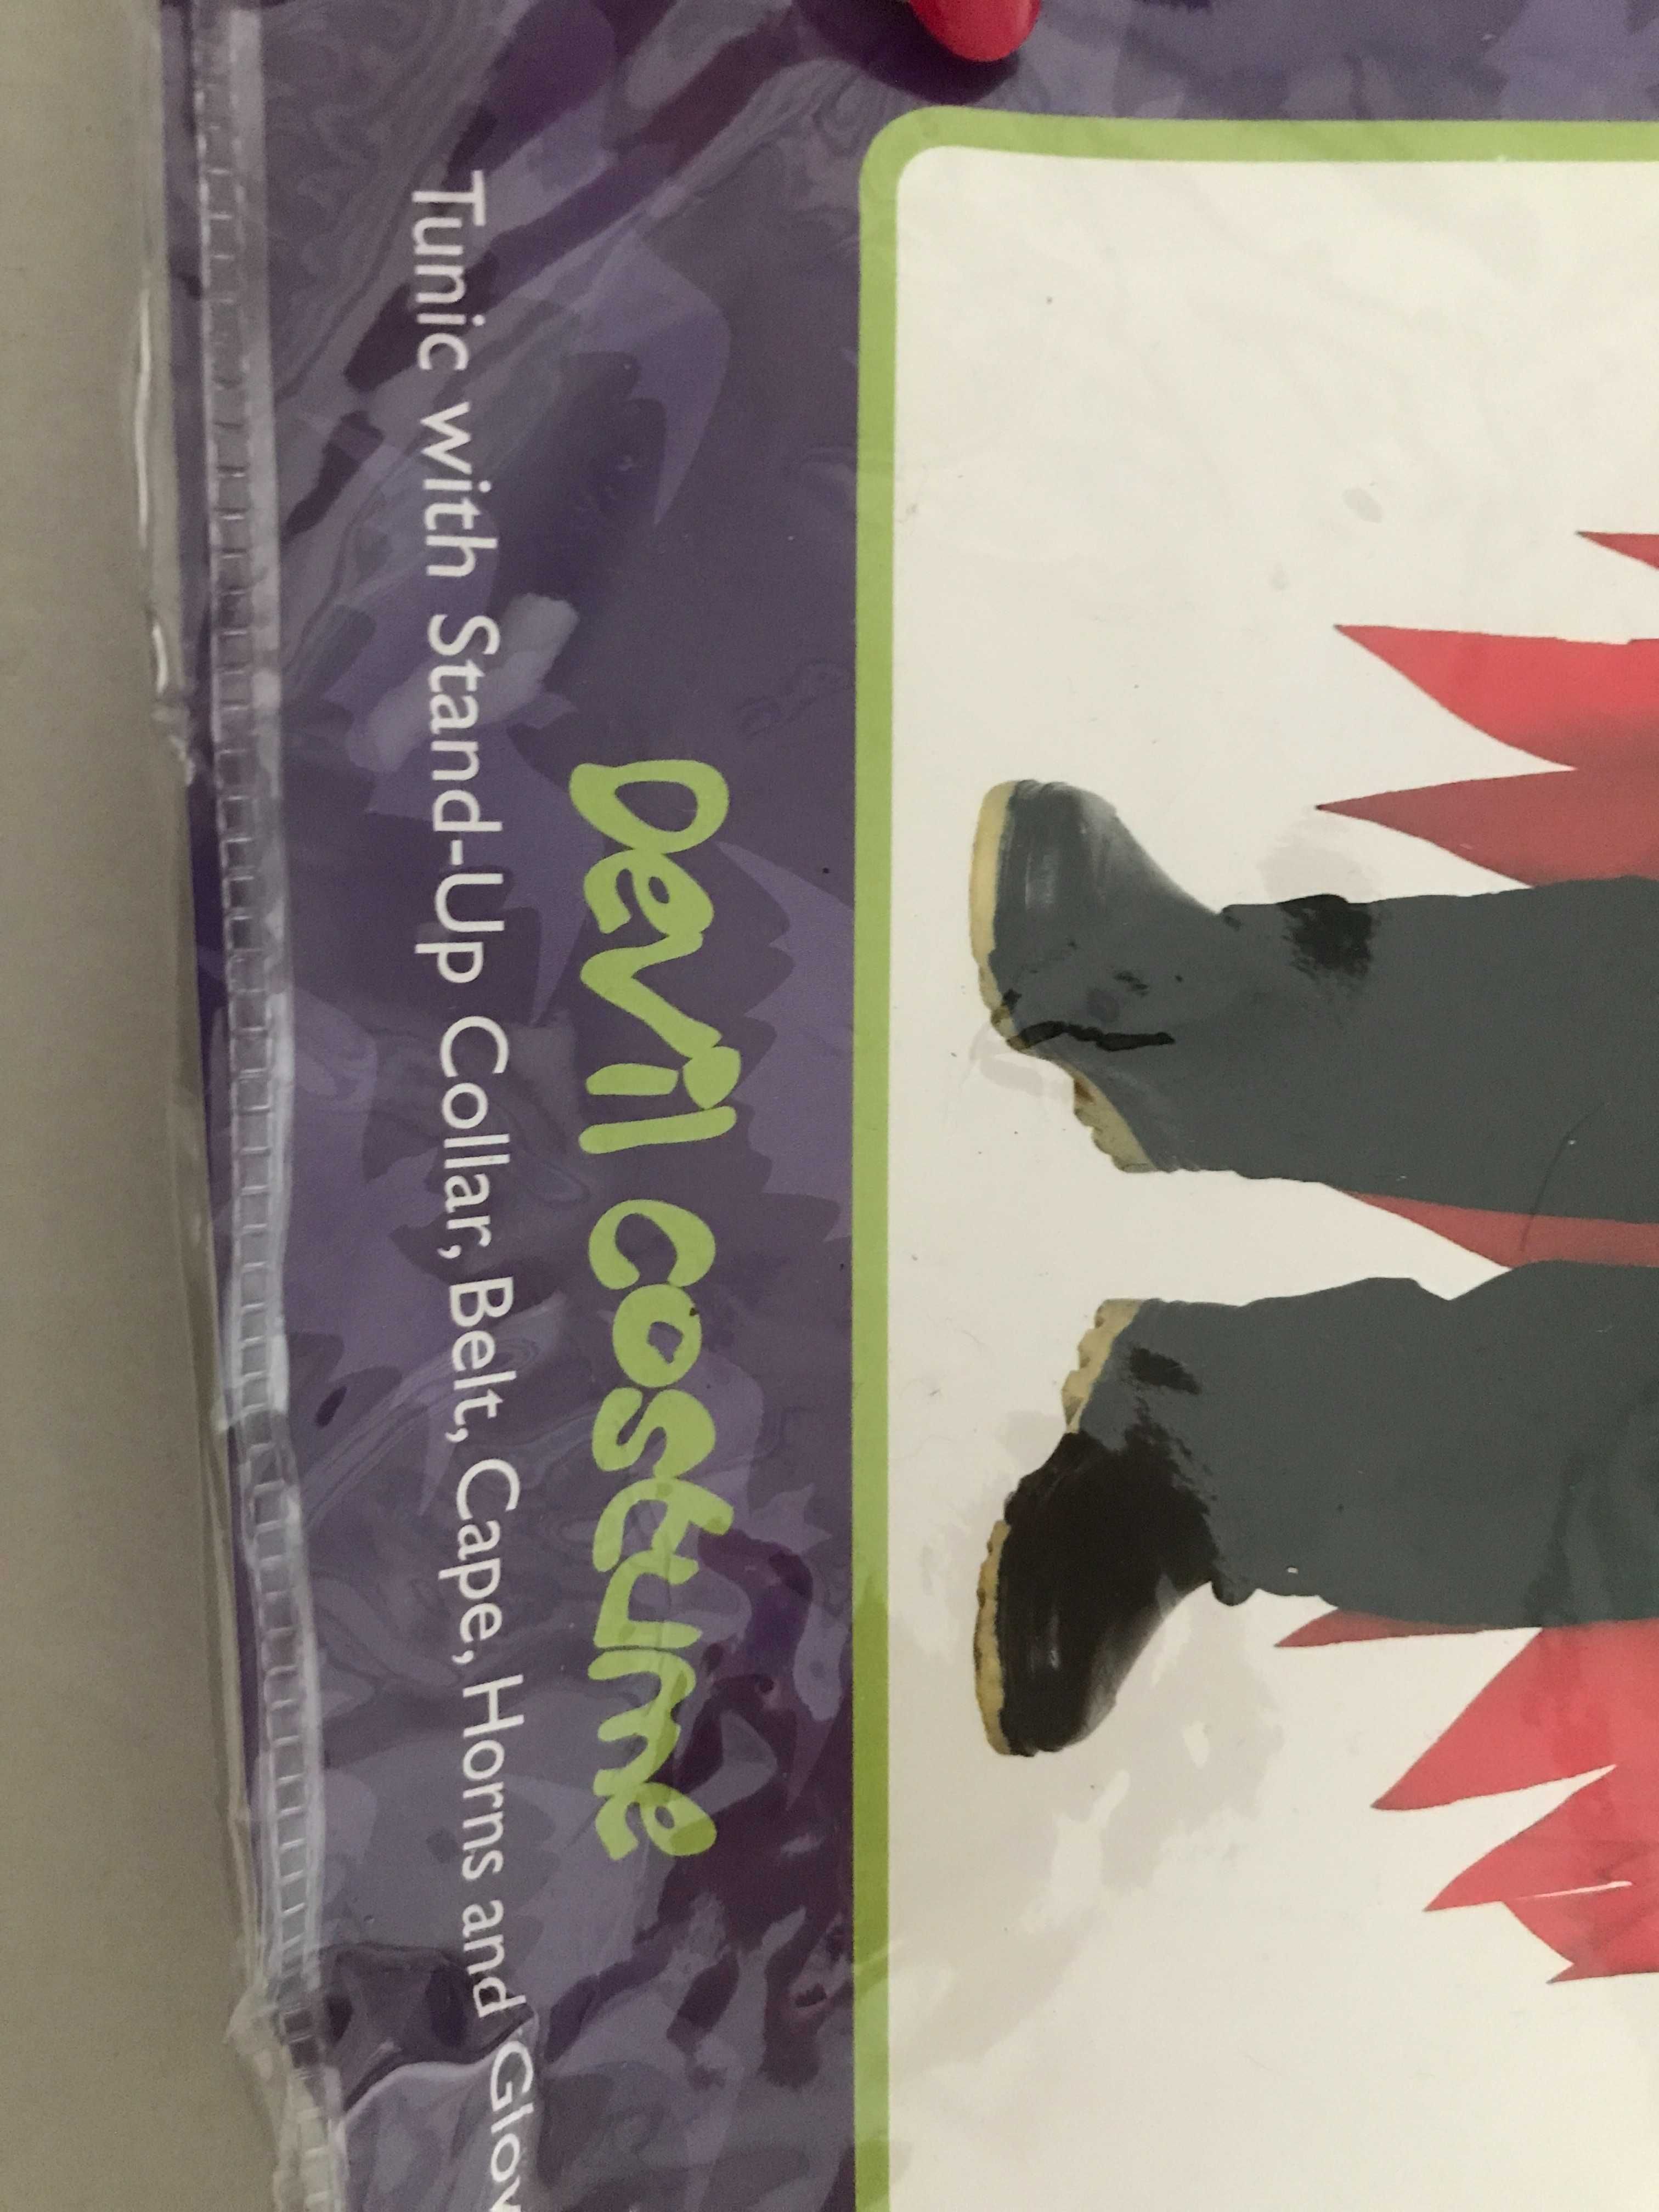 Devil Costume
Tunic with Stand-Up Collar, Belt, Cape, Horns and